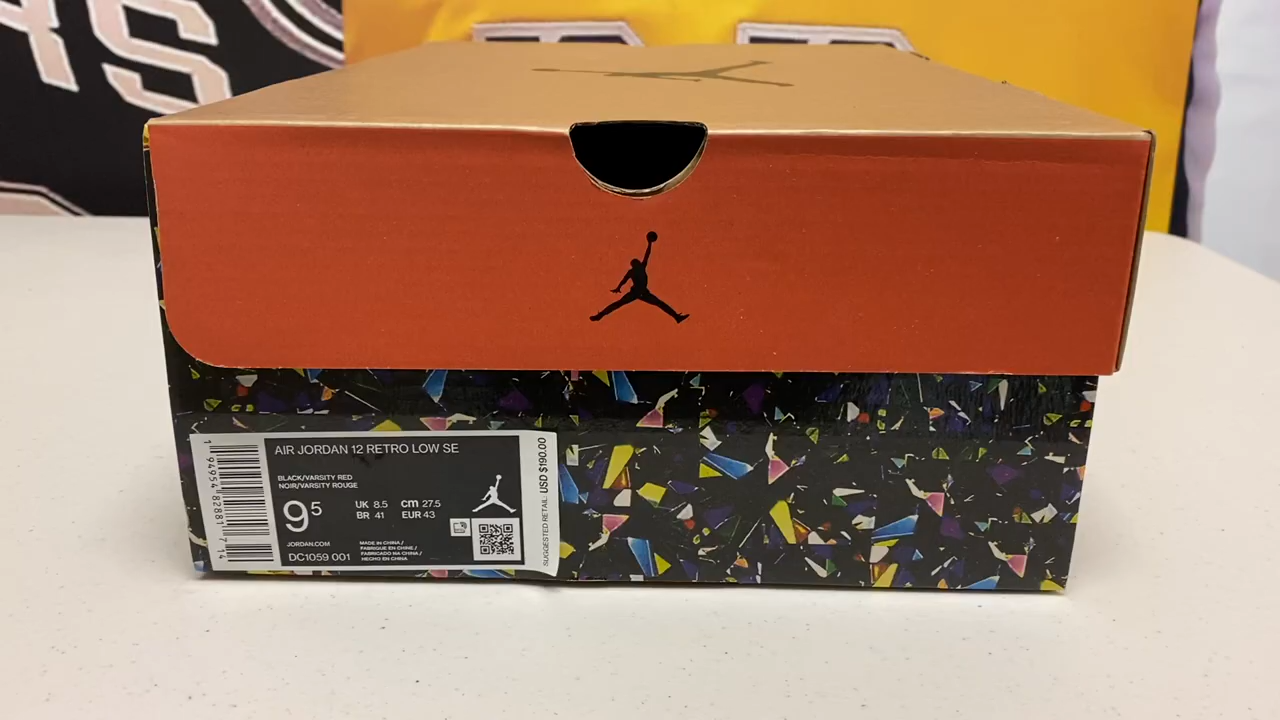 RS
AIR JORDAN 12 RETRO LOW SE
BLACK/VARSITY RED
NOIR/VARSITY ROUGE
9⁵
UK 8.5 cm 27.5
BR 41 EUR 43
JORDAN.COM
DC1059 001
MADE IN CHINA /
FABRIQUE EN CHINE /
FABRICADO NA CHINA /
HECHO EN CHINA
SUGGESTED RETAIL: USD $190.00